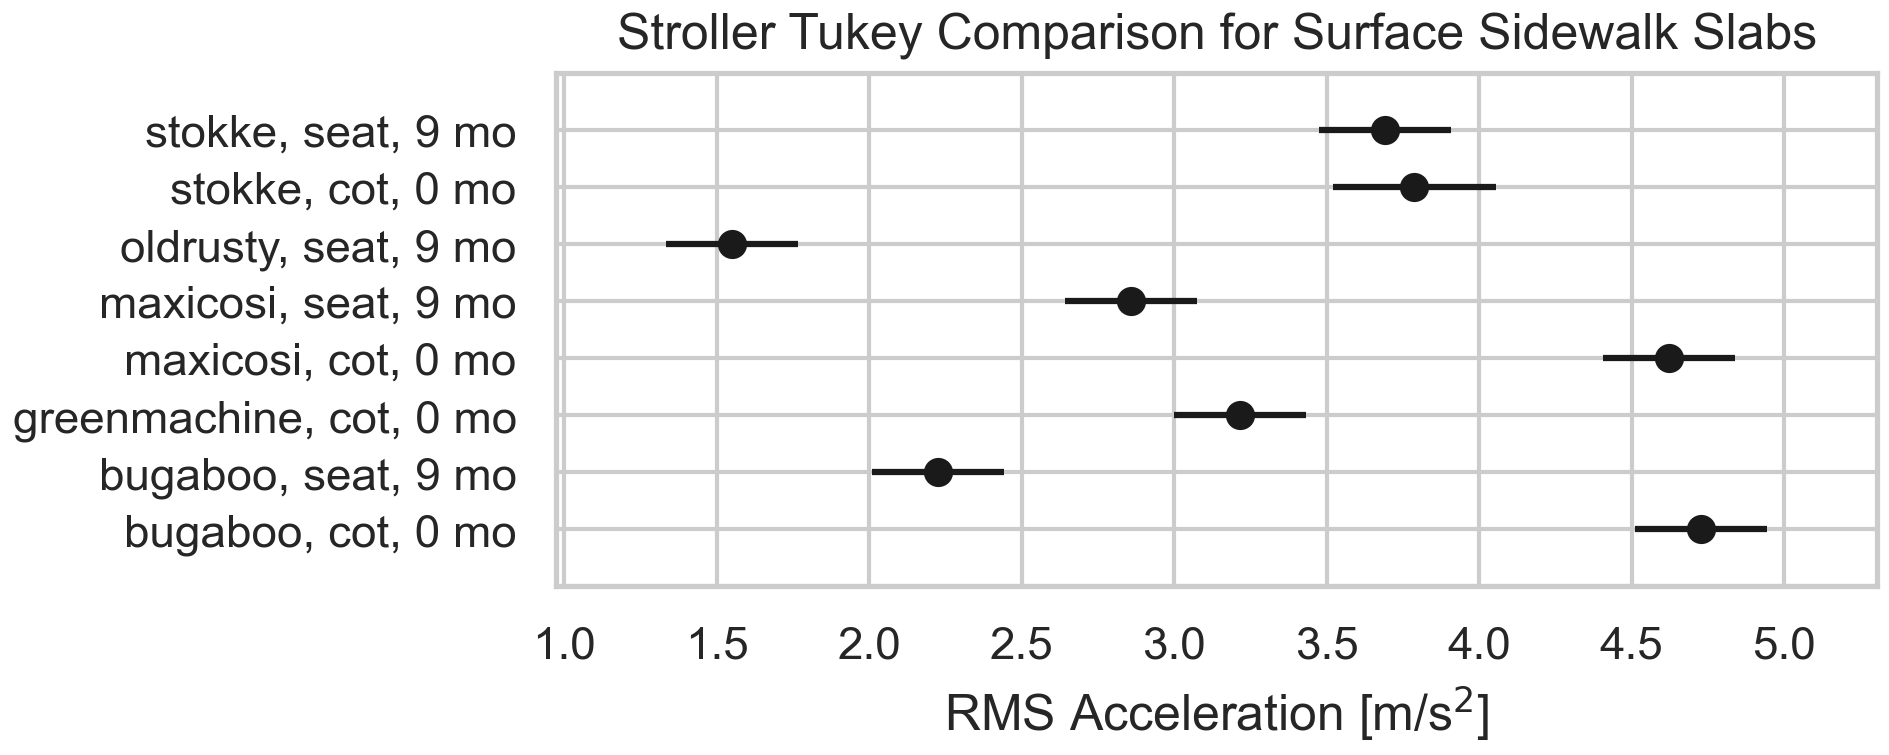 Stroller Tukey Comparison for Surface Sidewalk Slabs
stokke, seat, 9 mo
stokke, cot, 0 mo
oldrusty, seat, 9 mo
maxicosi, seat, 9 mo
maxicosi, cot, 0 mo
greenmachine, cot, 0 mo
bugaboo, seat, 9 mo
bugaboo, cot, 0 mo
1.0 1.5 2.0 2.5 3.0 3.5 4.0 4.5 5.0
RMS Acceleration [m/s²]